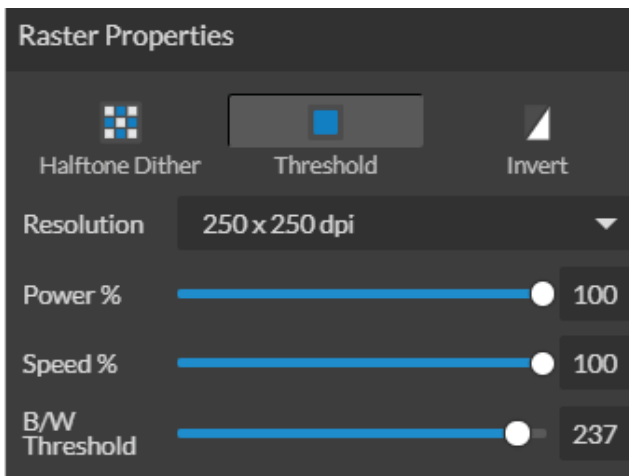 Raster Properties
Halftone Dither Threshold Invert
Resolution 250 x 250 dpi
Power % 100
Speed % 100
B/W
Threshold 237